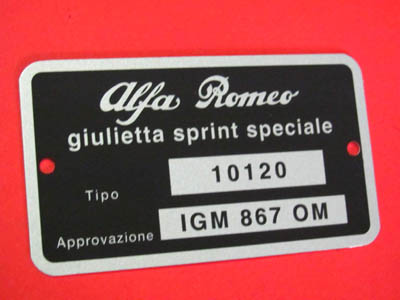 Alfa Romeo
giulietta sprint speciale
Tipo 10120
Approvazione IGM 867 OM